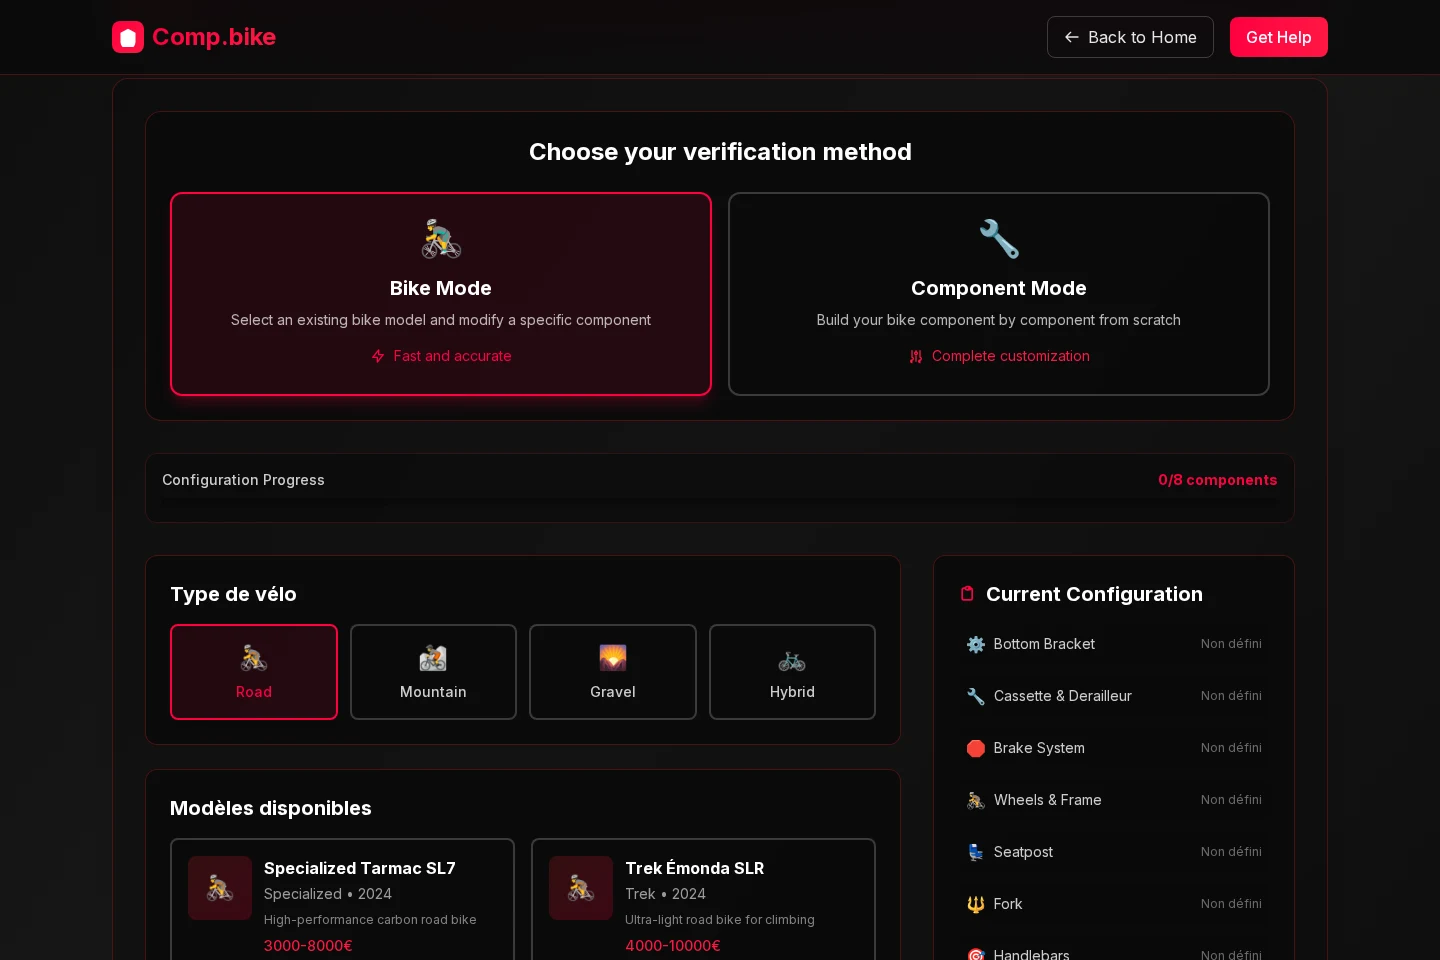 Comp.bike
Back to Home
Get Help
Choose your verification method
Bike Mode
Select an existing bike model and modify a specific component
Fast and accurate
Component Mode
Build your bike component by component from scratch
Complete customization
Configuration Progress
0/8 components
Type de vélo
Road
Mountain
Gravel
Hybrid
Modèles disponibles
Specialized Tarmac SL7
Specialized • 2024
High-performance carbon road bike
3000-8000€
Trek Émonda SLR
Trek • 2024
Ultra-light road bike for climbing
4000-10000€
Current Configuration
Bottom Bracket Non défini
Cassette & Derailleur Non défini
Brake System Non défini
Wheels & Frame Non défini
Seatpost Non défini
Fork Non défini
Handlebars Non défini